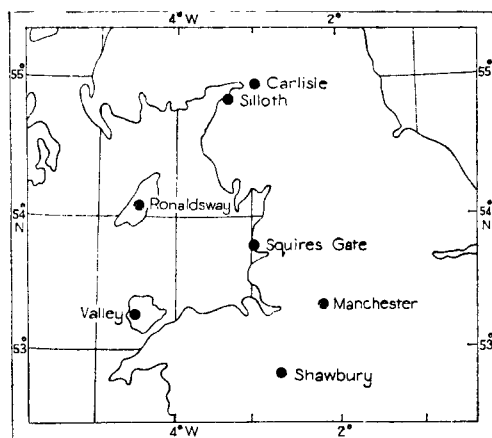 4° W 2°
55° 55°
Carlisle
Silloth
Ronaldsway
54° N 54° N
Squires Gate
Valley
Manchester
53° 53°
Shawbury
4° W 2°